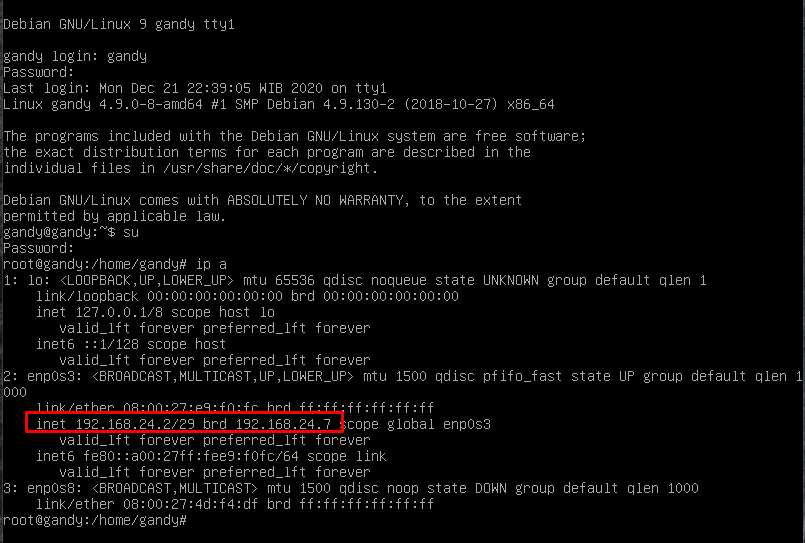 Debian GNU/Linux 9 gandy tty1
gandy login: gandy
Password:
Last login: Mon Dec 21 22:39:05 WIB 2020 on tty1
Linux gandy 4.9.0-8-amd64 #1 SMP Debian 4.9.130-2 (2018-10-27) x86_64
The programs included with the Debian GNU/Linux system are free software;
the exact distribution terms for each program are described in the
individual files in /usr/share/doc/*/copyright.
Debian GNU/Linux comes with ABSOLUTELY NO WARRANTY, to the extent
permitted by applicable law.
gandy@gandy:~$ su
Password:
root@gandy:/home/gandy# ip a
1: lo: <LOOPBACK,UP,LOWER_UP> mtu 65536 qdisc noqueue state UNKNOWN group default qlen 1
    link/loopback 00:00:00:00:00:00 brd 00:00:00:00:00:00
    inet 127.0.0.1/8 scope host lo
       valid_lft forever preferred_lft forever
    inet6 ::1/128 scope host
       valid_lft forever preferred_lft forever
2: enp0s3: <BROADCAST,MULTICAST,UP,LOWER_UP> mtu 1500 qdisc pfifo_fast state UP group default qlen 1
000
    link/ether 08:00:27:e9:f0:fc brd ff:ff:ff:ff:ff:ff
    inet 192.168.24.2/29 brd 192.168.24.7 scope global enp0s3
       valid_lft forever preferred_lft forever
    inet6 fe80::a00:27ff:fee9:f0fc/64 scope link
       valid_lft forever preferred_lft forever
3: enp0s8: <BROADCAST,MULTICAST> mtu 1500 qdisc noop state DOWN group default qlen 1000
    link/ether 08:00:27:4d:f4:df brd ff:ff:ff:ff:ff:ff
root@gandy:/home/gandy#